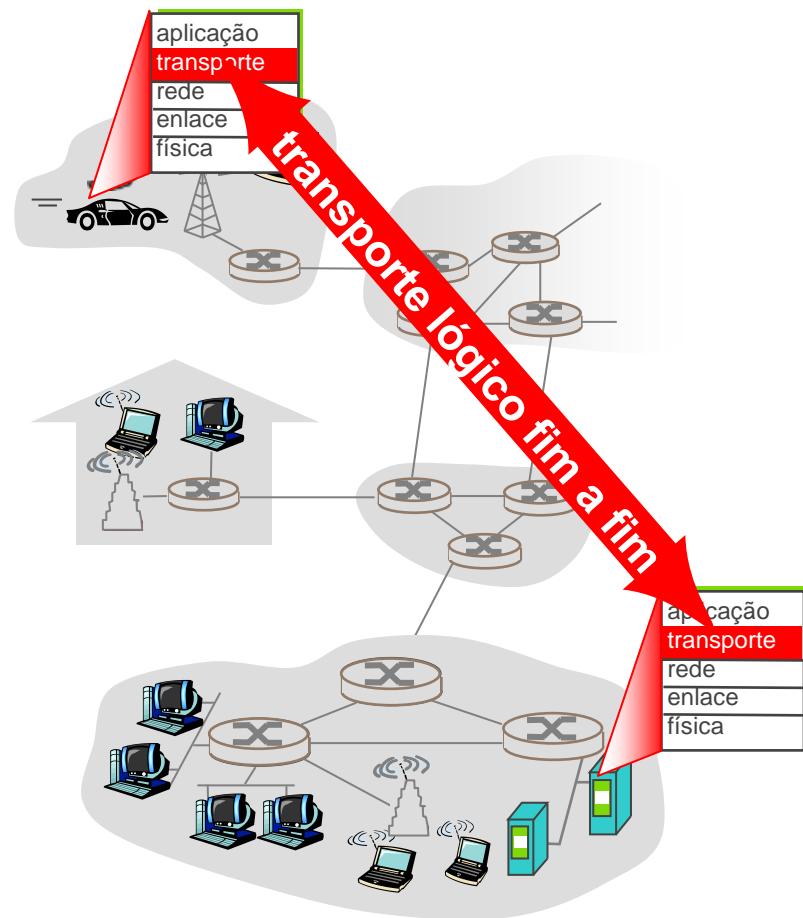 aplicação
transporte
rede
enlace
física
transporte lógico fim a fim
aplicação
transporte
rede
enlace
física